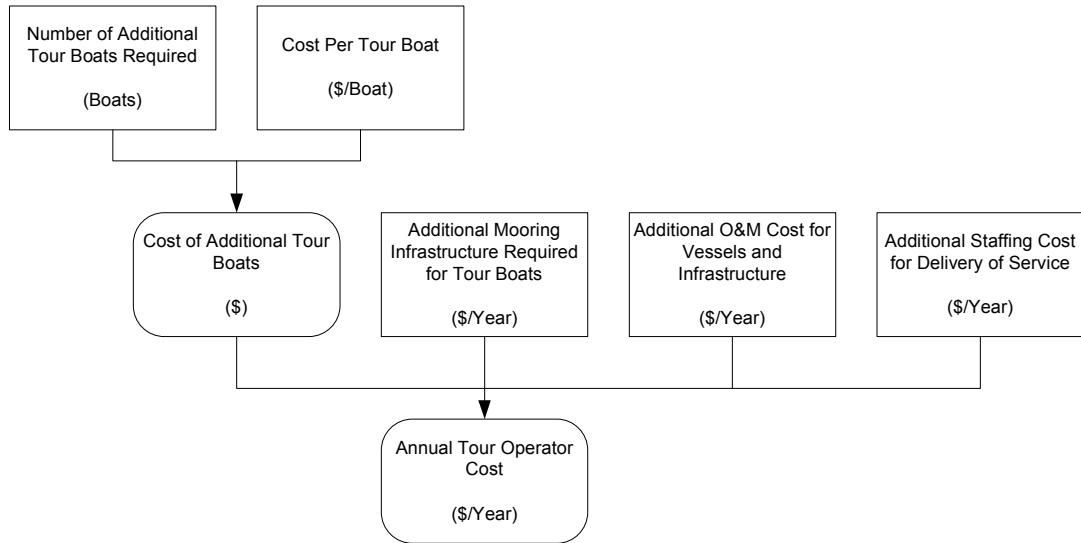 Number of Additional
Tour Boats Required
(Boats)
Cost Per Tour Boat
($/Boat)
Cost of Additional Tour
Boats
($)
Additional Mooring
Infrastructure Required
for Tour Boats
($/Year)
Additional O&M Cost for
Vessels and
Infrastructure
($/Year)
Additional Staffing Cost
for Delivery of Service
($/Year)
Annual Tour Operator
Cost
($/Year)